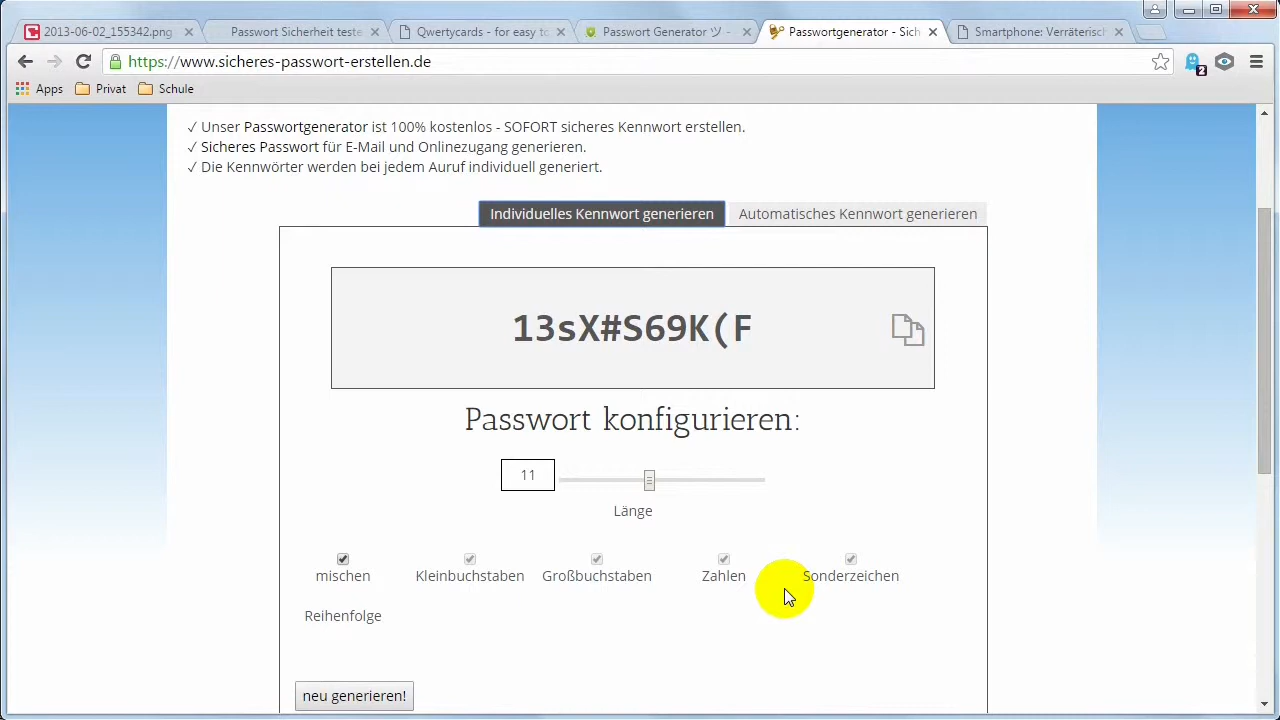 2013-06-02_155342.png
Passwort Sicherheit teste
Qwertycards - for easy to
Passwort Generator ツ -
Passwortgenerator - Sich
Smartphone: Verräterisch
https://www.sicheres-passwort-erstellen.de
2
Apps
Privat
Schule
✓ Unser Passwortgenerator ist 100% kostenlos - SOFORT sicheres Kennwort erstellen.
✓ Sicheres Passwort für E-Mail und Onlinezugang generieren.
✓ Die Kennwörter werden bei jedem Auruf individuell generiert.
Individuelles Kennwort generieren
Automatisches Kennwort generieren
13sX#S69K(F
Passwort konfigurieren:
11
Länge
mischen
Kleinbuchstaben
Großbuchstaben
Zahlen
Sonderzeichen
Reihenfolge
neu generieren!